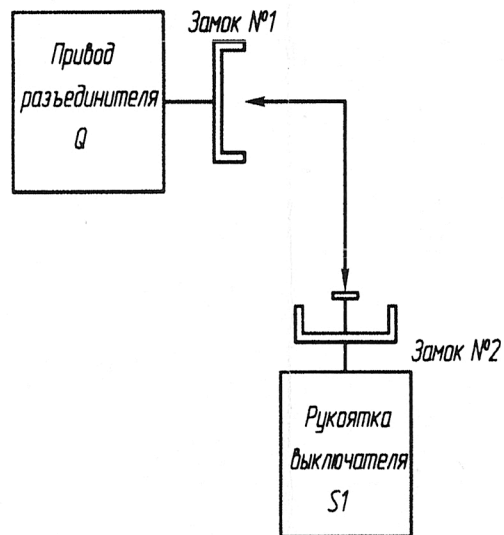 Замок №1
Привод
разъединителя
Q
Замок №2
Рукоятка
выключателя
S1